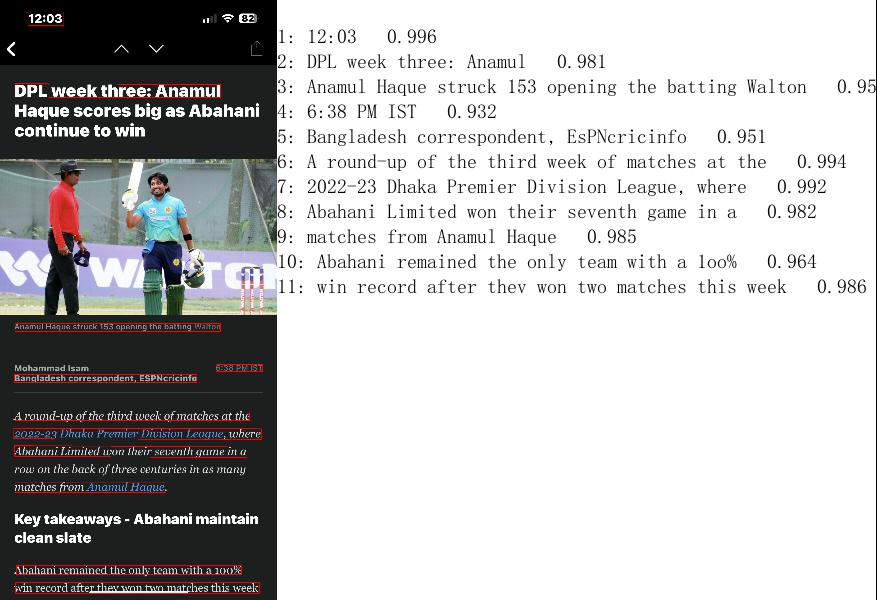 12:03
82
DPL week three: Anamul
Haque scores big as Abahani
continue to win
WALTON
Anamul Haque struck 153 opening the batting Walton
Mohammad Isam
6:38 PM IST
Bangladesh correspondent, ESPNcricinfo
A round-up of the third week of matches at the
2022-23 Dhaka Premier Division League, where
Abahani Limited won their seventh game in a
row on the back of three centuries in as many
matches from Anamul Haque.
Key takeaways - Abahani maintain
clean slate
Abahani remained the only team with a 100%
win record after they won two matches this week
1: 12:03 0.996
2: DPL week three: Anamul 0.981
3: Anamul Haque struck 153 opening the batting Walton 0.95
4: 6:38 PM IST 0.932
5: Bangladesh correspondent, EsPNcricinfo 0.951
6: A round-up of the third week of matches at the 0.994
7: 2022-23 Dhaka Premier Division League, where 0.992
8: Abahani Limited won their seventh game in a 0.982
9: matches from Anamul Haque 0.985
10: Abahani remained the only team with a 1oo% 0.964
11: win record after thev won two matches this week 0.986